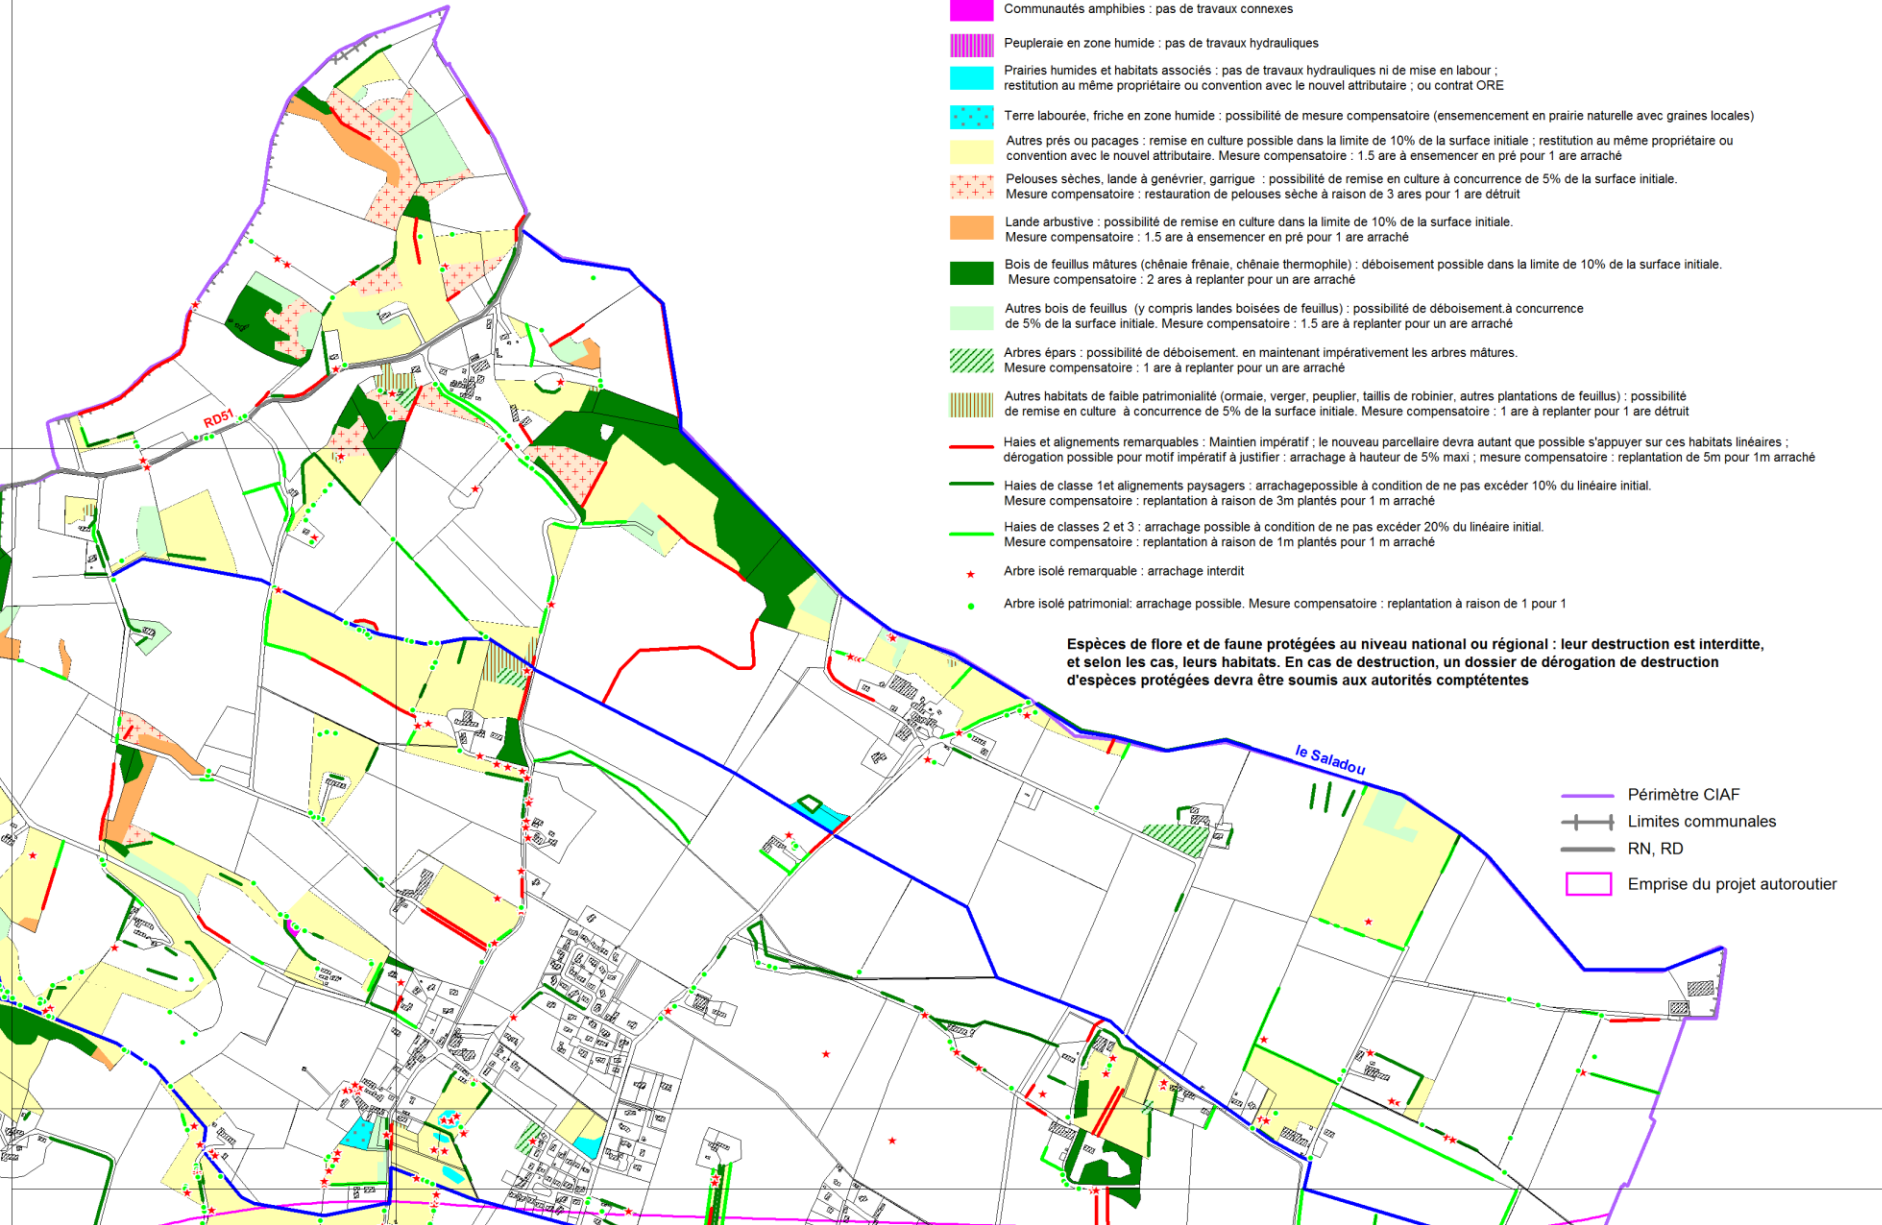 Communautés amphibies : pas de travaux connexes
Peupleraie en zone humide : pas de travaux hydrauliques
Prairies humides et habitats associés : pas de travaux hydrauliques ni de mise en labour ;
restitution au même propriétaire ou convention avec le nouvel attributaire ; ou contrat ORE
Terre labourée, friche en zone humide : possibilité de mesure compensatoire (ensemencement en prairie naturelle avec graines locales)
Autres prés ou pacages : remise en culture possible dans la limite de 10% de la surface initiale ; restitution au même propriétaire ou
convention avec le nouvel attributaire. Mesure compensatoire : 1.5 are à ensemencer en pré pour 1 are arraché
Pelouses sèches, lande à genévrier, garrigue : possibilité de remise en culture à concurrence de 5% de la surface initiale.
Mesure compensatoire : restauration de pelouses sèche à raison de 3 ares pour 1 are détruit
Lande arbustive : possibilité de remise en culture dans la limite de 10% de la surface initiale.
Mesure compensatoire : 1.5 are à ensemencer en pré pour 1 are arraché
Bois de feuillus mâtures (chênaie frênaie, chênaie thermophile) : déboisement possible dans la limite de 10% de la surface initiale.
Mesure compensatoire : 2 ares à replanter pour un are arraché
Autres bois de feuillus (y compris landes boisées de feuillus) : possibilité de déboisement.à concurrence
de 5% de la surface initiale. Mesure compensatoire : 1.5 are à replanter pour un are arraché
Arbres épars : possibilité de déboisement. en maintenant impérativement les arbres mâtures.
Mesure compensatoire : 1 are à replanter pour un are arraché
Autres habitats de faible patrimonialité (ormaie, verger, peuplier, taillis de robinier, autres plantations de feuillus) : possibilité
de remise en culture à concurrence de 5% de la surface initiale. Mesure compensatoire : 1 are à replanter pour 1 are détruit
Haies et alignements remarquables : Maintien impératif ; le nouveau parcellaire devra autant que possible s'appuyer sur ces habitats linéaires ;
dérogation possible pour motif impératif à justifier : arrachage à hauteur de 5% maxi ; mesure compensatoire : replantation de 5m pour 1m arraché
Haies de classe 1et alignements paysagers : arrachagepossible à condition de ne pas excéder 10% du linéaire initial.
Mesure compensatoire : replantation à raison de 3m plantés pour 1 m arraché
Haies de classes 2 et 3 : arrachage possible à condition de ne pas excéder 20% du linéaire initial.
Mesure compensatoire : replantation à raison de 1m plantés pour 1 m arraché
Arbre isolé remarquable : arrachage interdit
Arbre isolé patrimonial: arrachage possible. Mesure compensatoire : replantation à raison de 1 pour 1
Espèces de flore et de faune protégées au niveau national ou régional : leur destruction est interditte,
et selon les cas, leurs habitats. En cas de destruction, un dossier de dérogation de destruction
d'espèces protégées devra être soumis aux autorités comptétentes
RD51
le Saladou
Périmètre CIAF
Limites communales
RN, RD
Emprise du projet autoroutier